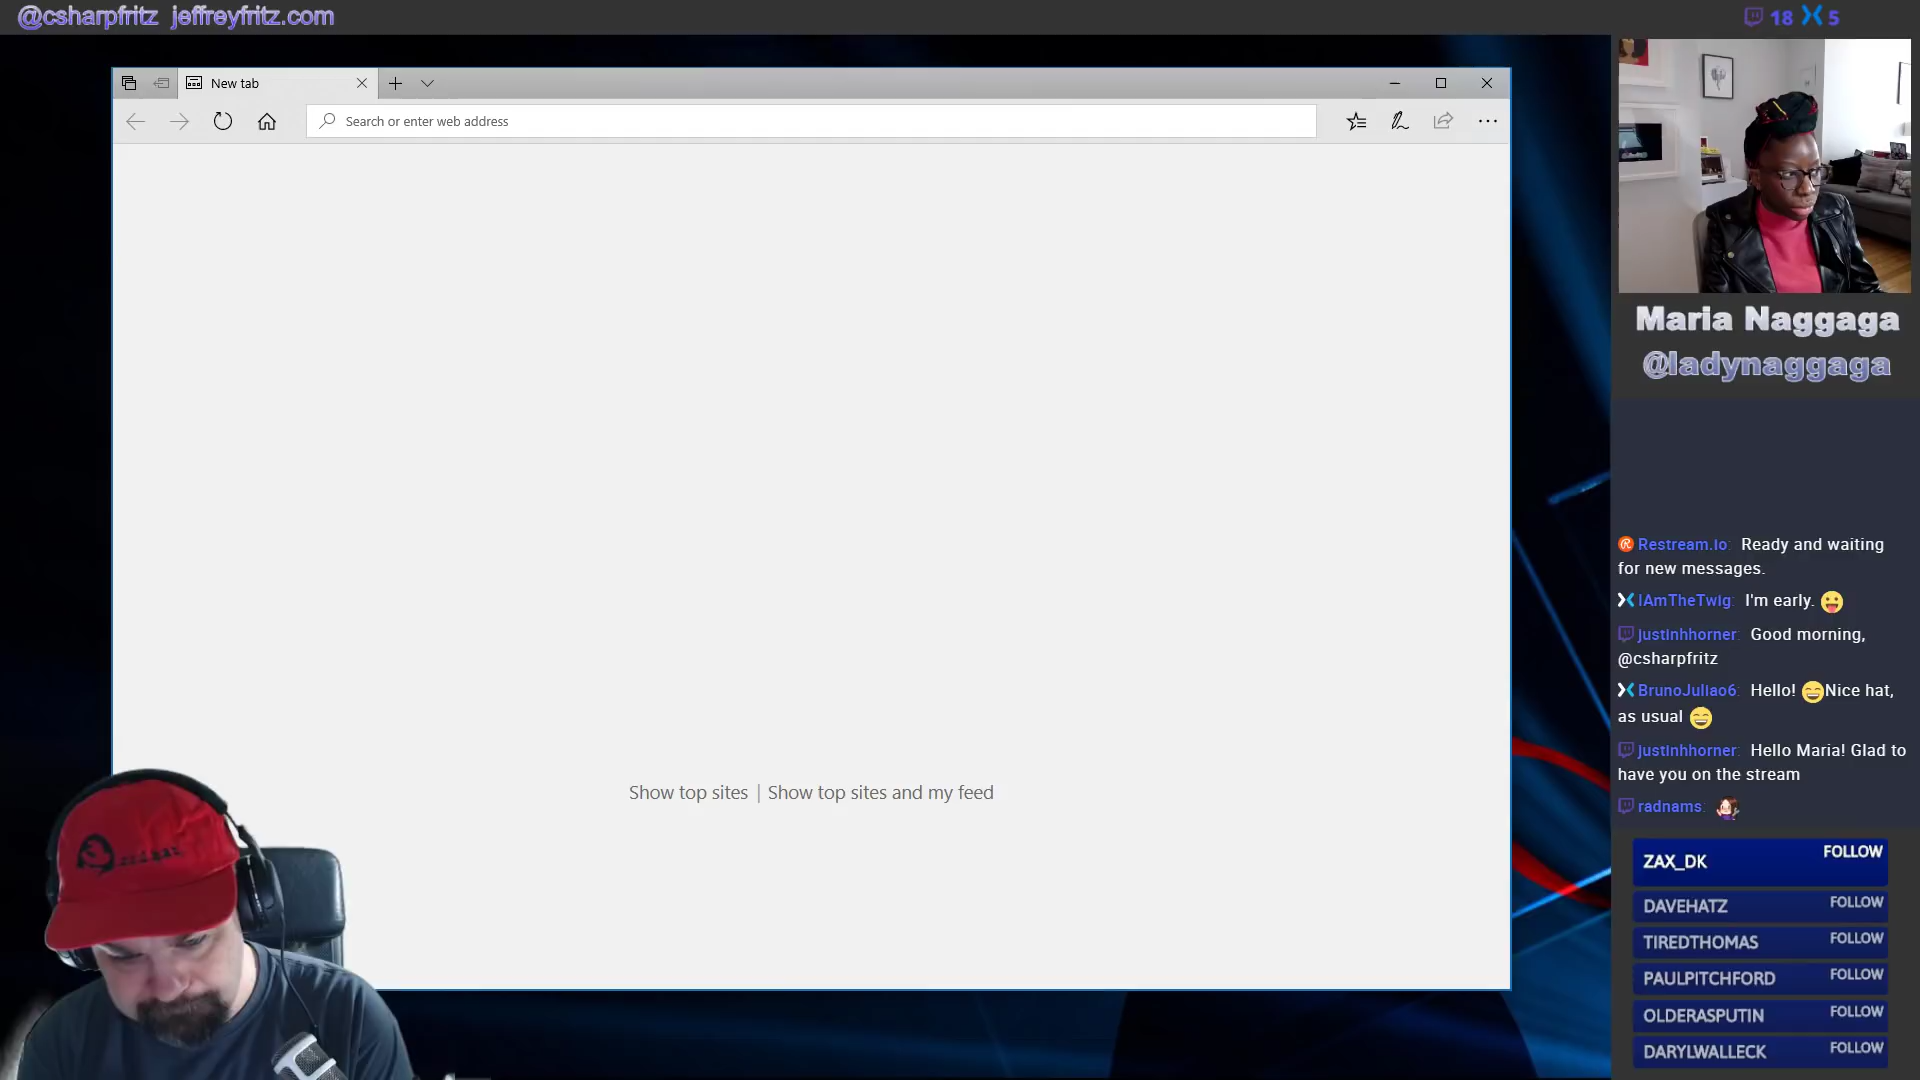 @csharpfritz jeffreyfritz.com
18 5
New tab
Search or enter web address
Show top sites | Show top sites and my feed
Maria Naggaga
@ladynaggaga
Restream.io: Ready and waiting
for new messages.
IAmTheTwig: I'm early.
justinhhorner: Good morning,
@csharpfritz
BrunoJuliao6: Hello! Nice hat,
as usual
justinhhorner: Hello Maria! Glad to
have you on the stream
radnams:
ZAX_DK FOLLOW
DAVEHATZ FOLLOW
TIREDTHOMAS FOLLOW
PAULPITCHFORD FOLLOW
OLDERASPUTIN FOLLOW
DARYLWALLECK FOLLOW